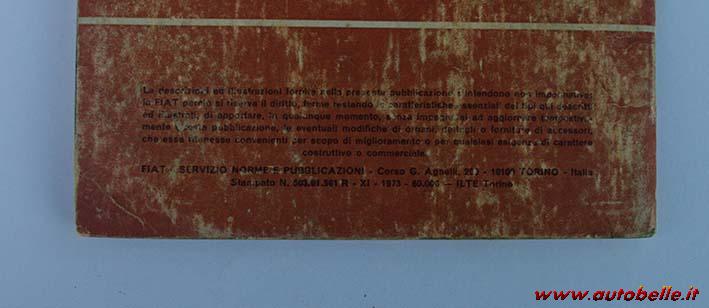 Le descrizioni ed illustrazioni fornite nella presente pubblicazione s'intendono non impegnative;
la FIAT perciò si riserva il diritto, ferme restando le caratteristiche essenziali dei tipi qui descritti
ed illustrati, di apportare, in qualunque momento, senza impegnarsi ad aggiornare tempestiva-
mente questa pubblicazione, le eventuali modifiche di organi, dettagli o forniture di accessori,
che essa ritenesse convenienti per scopo di miglioramento o per qualsiasi esigenza di carattere
costruttivo o commerciale.
FIAT - SERVIZIO NORME E PUBBLICAZIONI - Corso G. Agnelli, 200 - 10100 TORINO - Italia
Stampato N. 503.01.561 R - XI - 1973 - 60.000 — ILTE Torino
www.autobelle.it